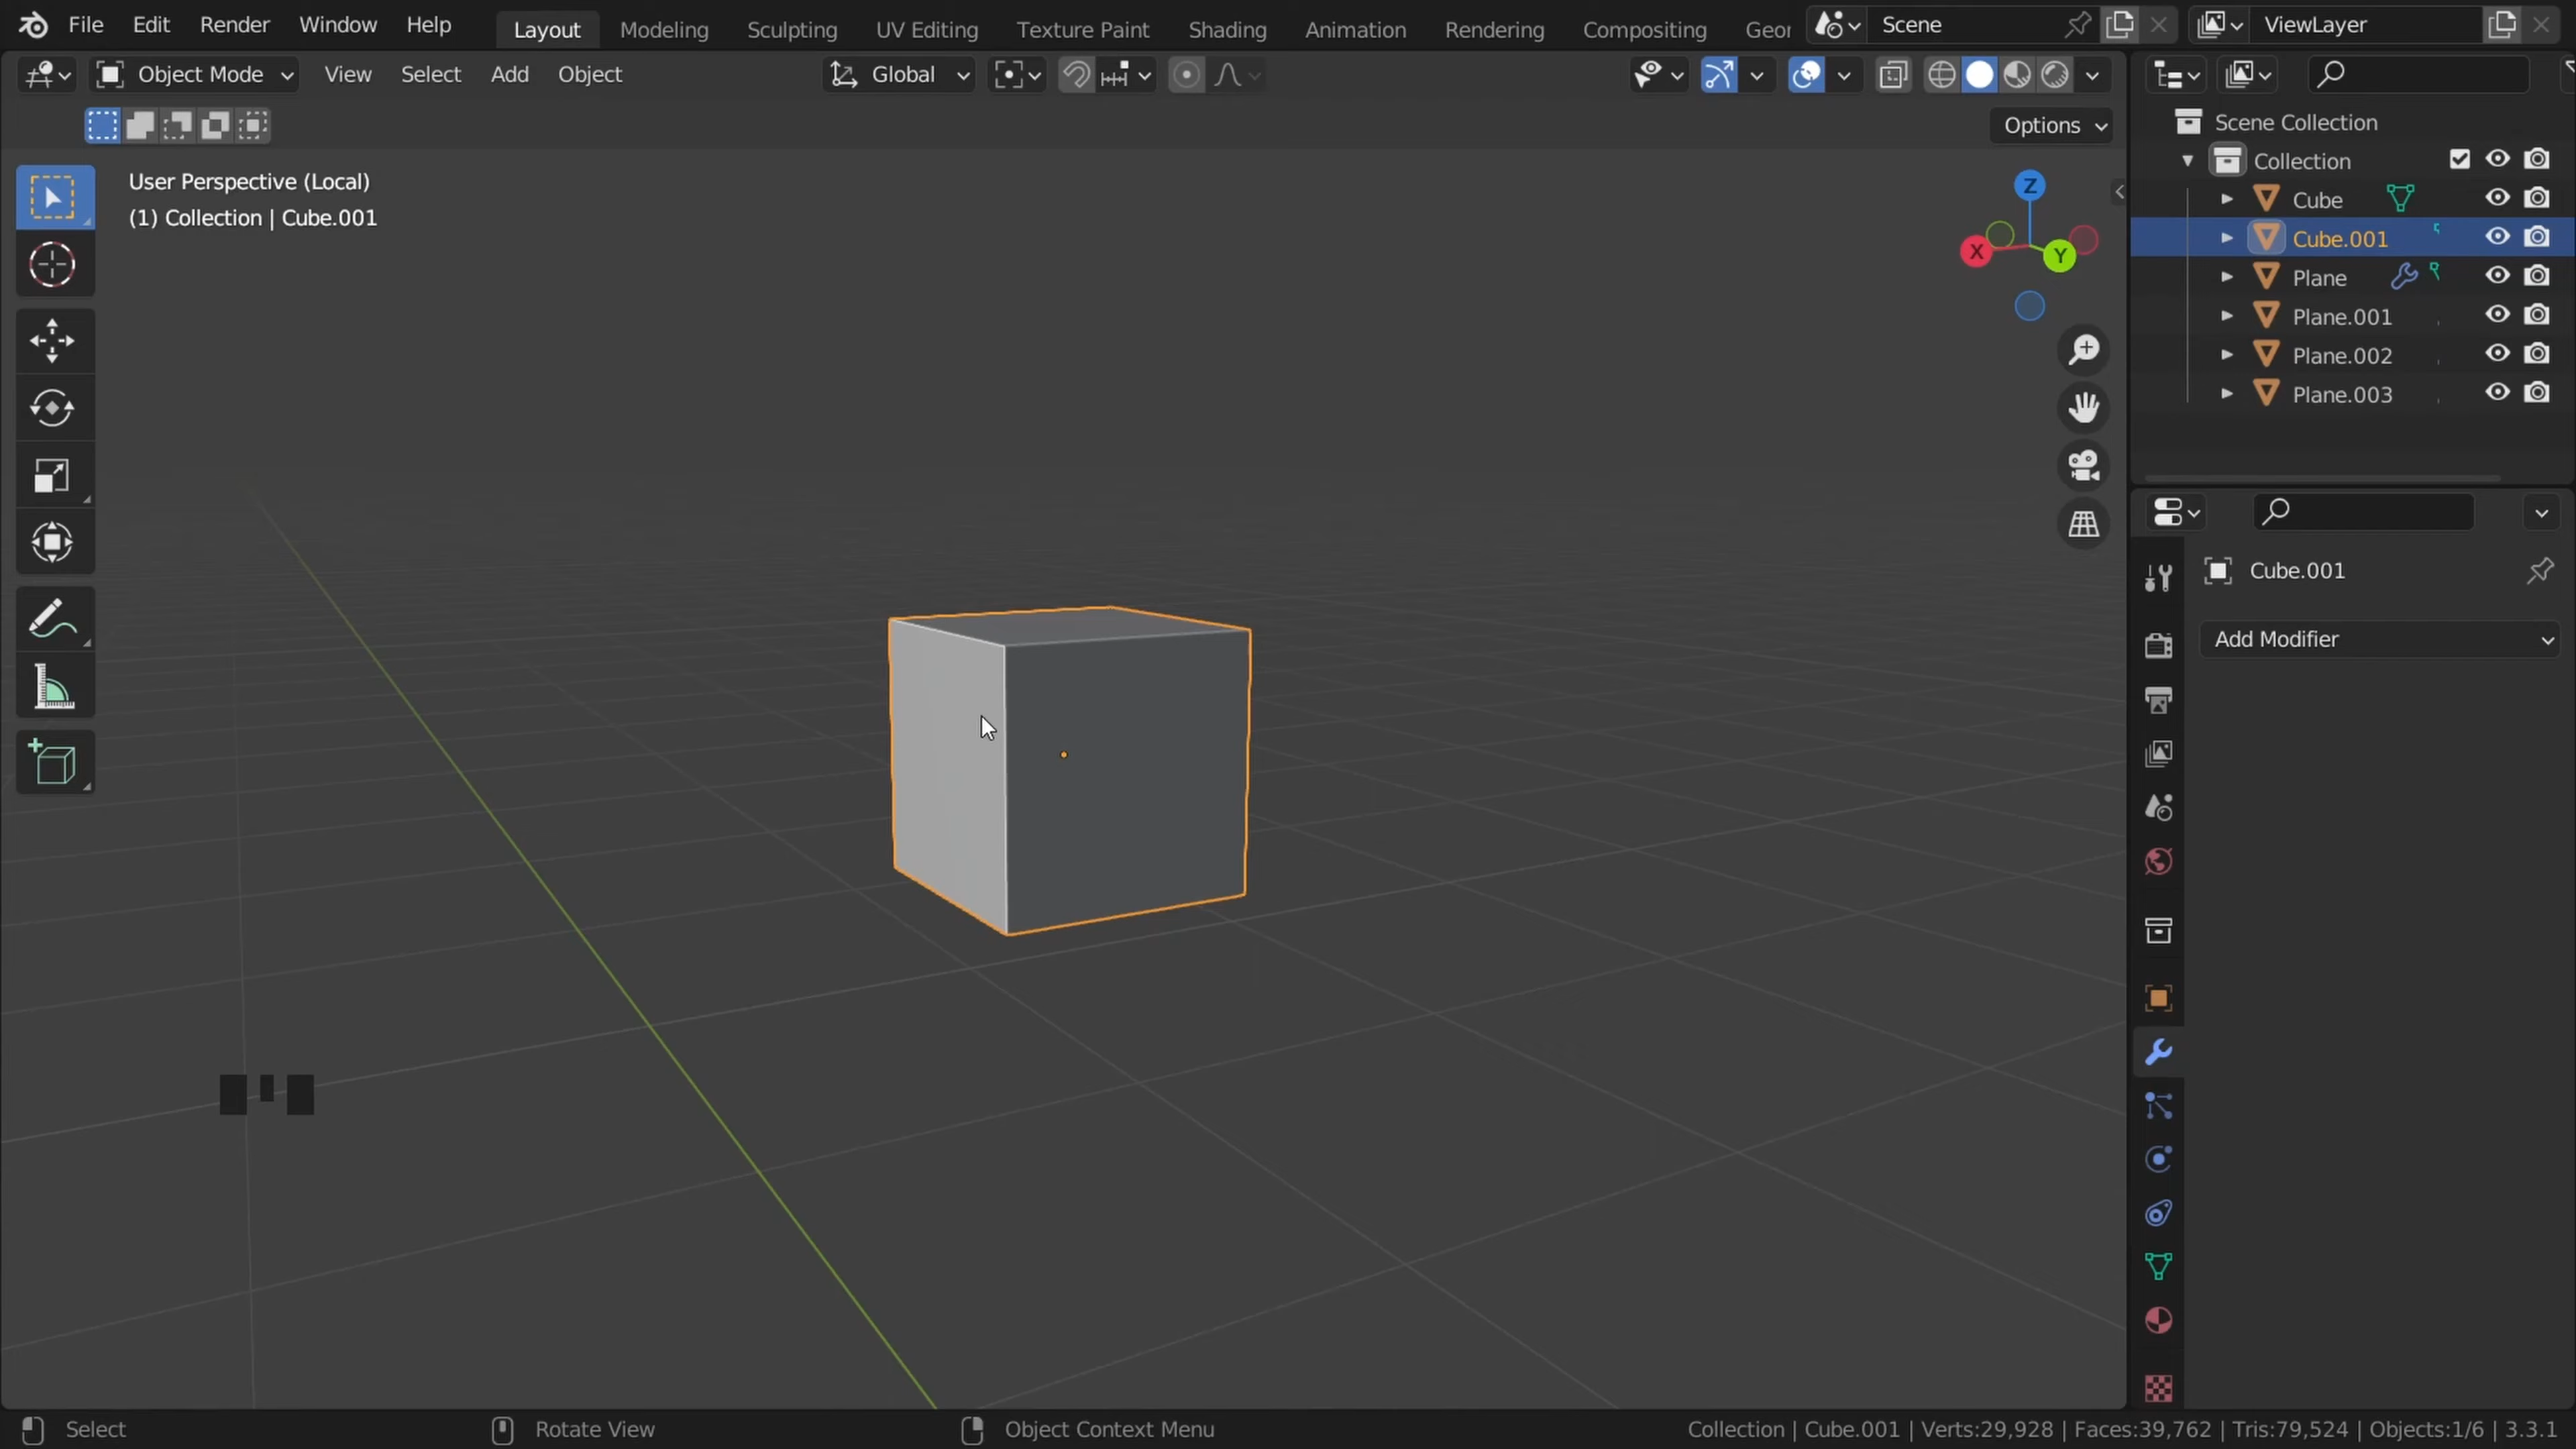 File Edit Render Window Help Layout Modeling Sculpting UV Editing Texture Paint Shading Animation Rendering Compositing Geor Scene ViewLayer
Object Mode View Select Add Object Global
Options
User Perspective (Local)
(1) Collection | Cube.001
Z
X
Y
Scene Collection
Collection
Cube
Cube.001
Plane
Plane.001
Plane.002
Plane.003
Cube.001
Add Modifier
Select Rotate View Object Context Menu Collection | Cube.001 | Verts:29,928 | Faces:39,762 | Tris:79,524 | Objects:1/6 | 3.3.1